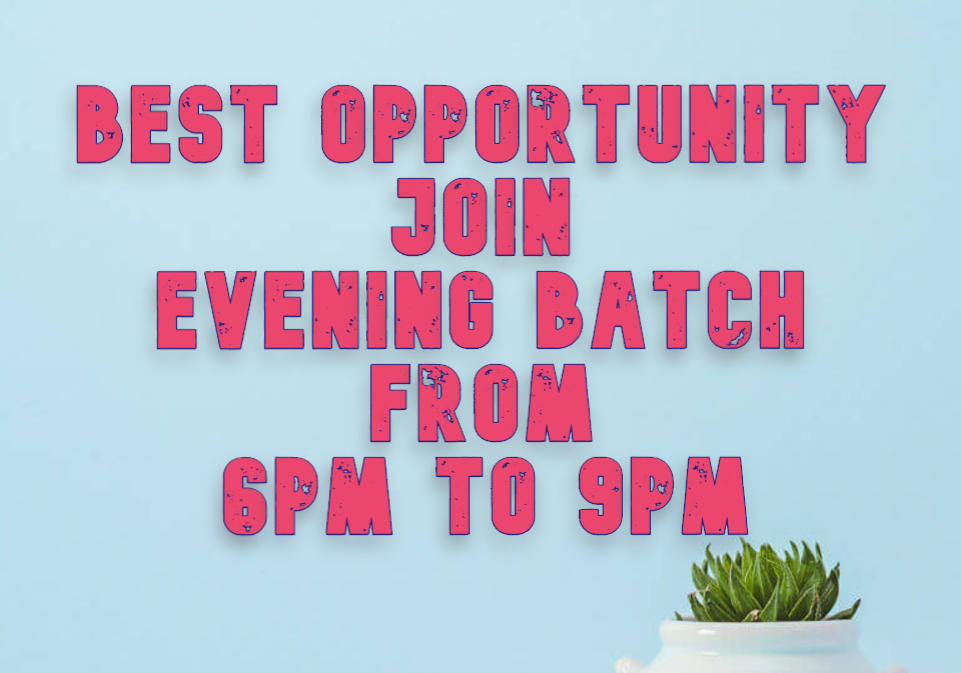 BEST OPPORTUNITY
JOIN
EVENING BATCH
FROM
6PM TO 9PM